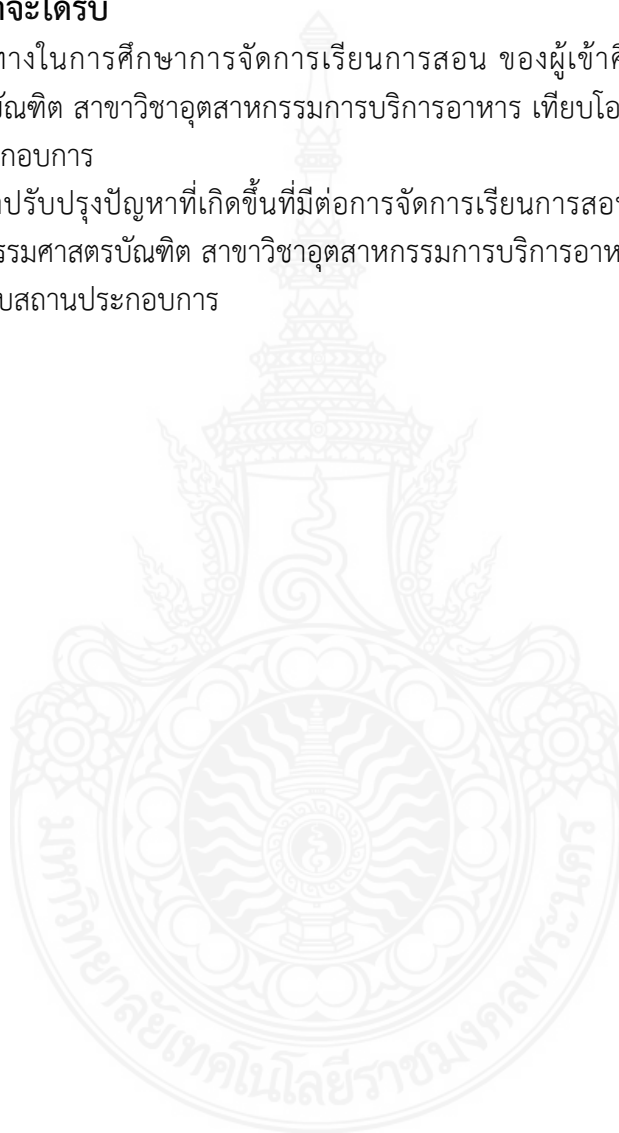 าจะได้รับ
ทางในการศึกษาการจัดการเรียนการสอน ของผู้เข้าศึ
บัณฑิต สาขาวิชาอุตสาหกรรมการบริการอาหาร เทียบโอ
ะกอบการ
าปรับปรุงปัญหาที่เกิดขึ้นที่มีต่อการจัดการเรียนการสอน
รรมศาสตรบัณฑิต สาขาวิชาอุตสาหกรรมการบริการอาห
บสถานประกอบการ
มหาวิทยาลัยเทคโนโลยีราชมงคลพระนคร